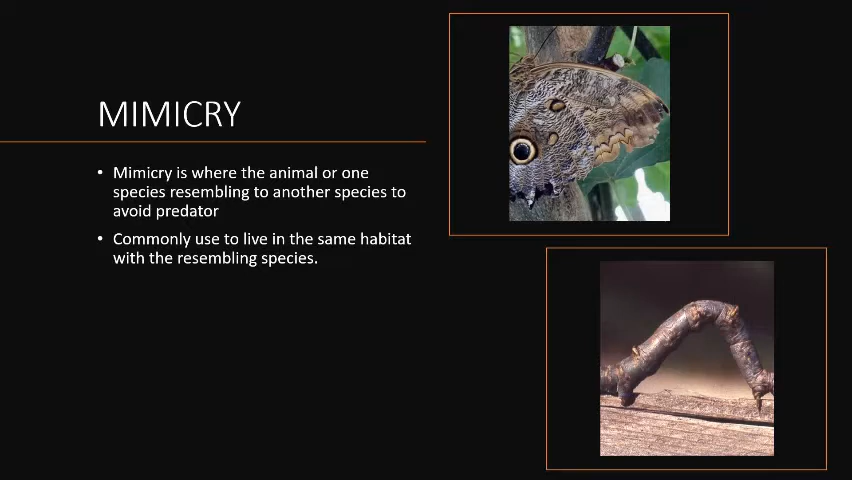 MIMICRY
• Mimicry is where the animal or one
species resembling to another species to
avoid predator
• Commonly use to live in the same habitat
with the resembling species.